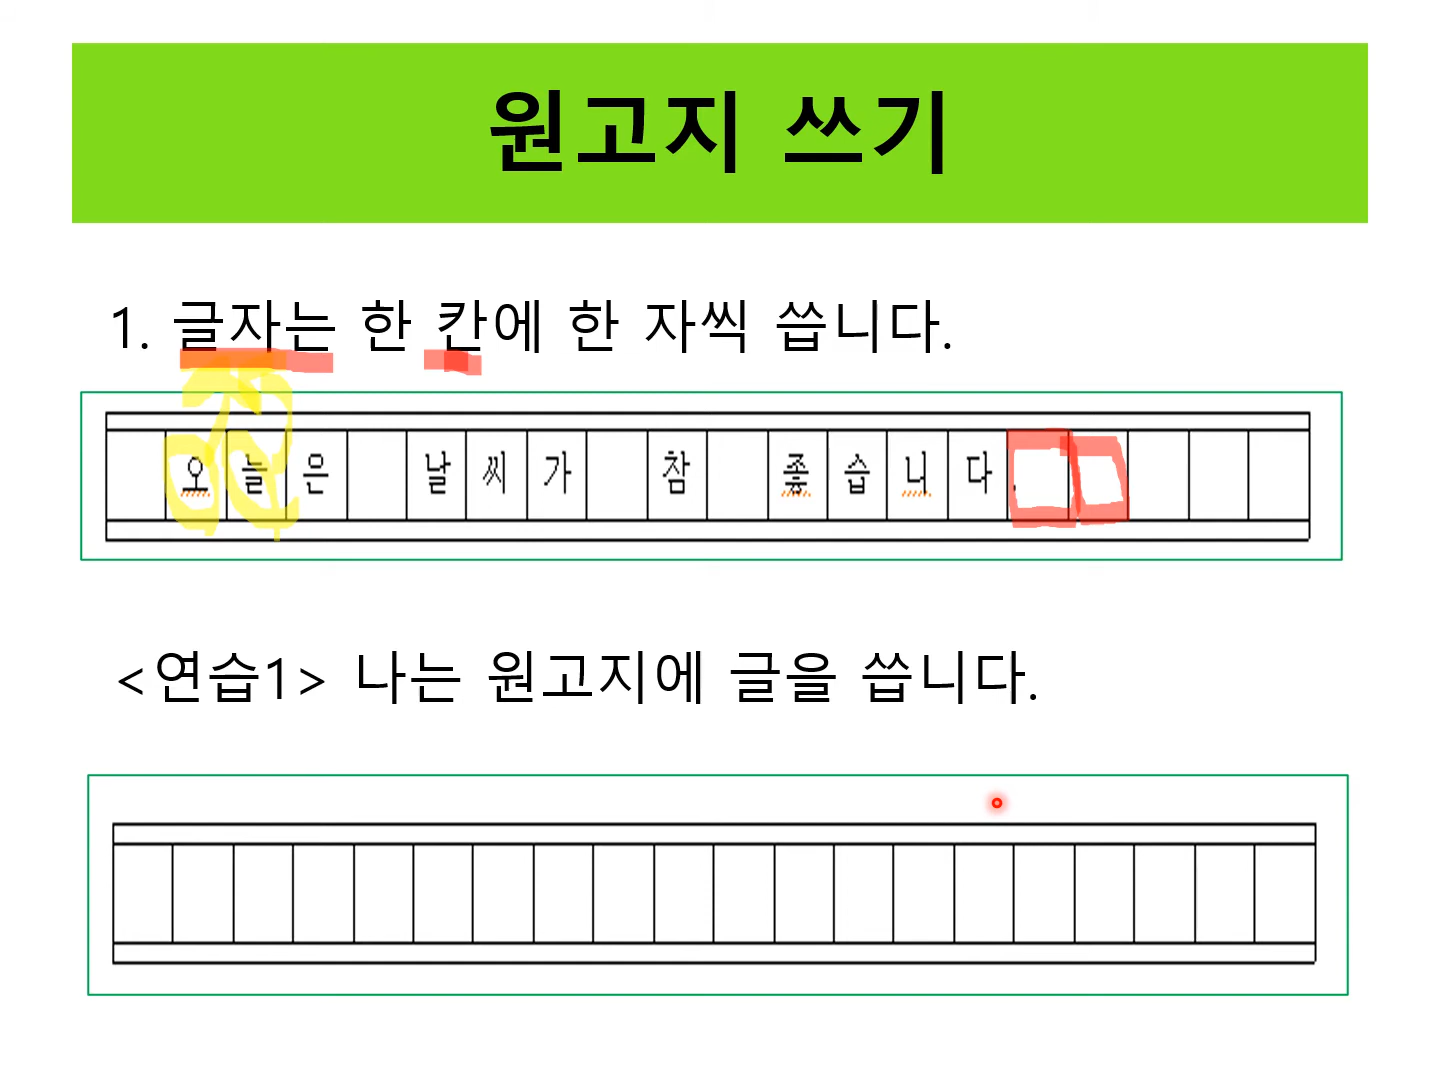 원고지 쓰기
1. 글자는 한 칸에 한 자씩 씁니다.
오늘은 날씨가 참 좋습니다.
<연습1> 나는 원고지에 글을 씁니다.